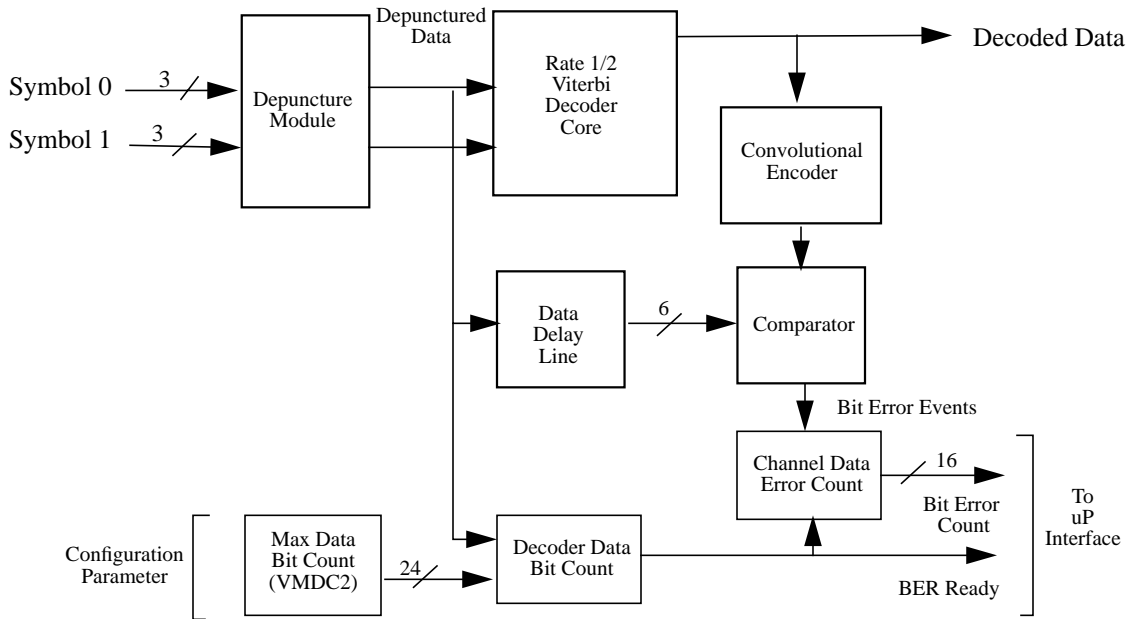 Depunctured
Data
Decoded Data
Symbol 0
3
Symbol 1
3
Depuncture
Module
Rate 1/2
Viterbi
Decoder
Core
Convolutional
Encoder
Data
Delay
Line
6
Comparator
Bit Error Events
Channel Data
Error Count
16
Bit Error
Count
To
uP
Interface
Configuration
Parameter
Max Data
Bit Count
(VMDC2)
24
Decoder Data
Bit Count
BER Ready